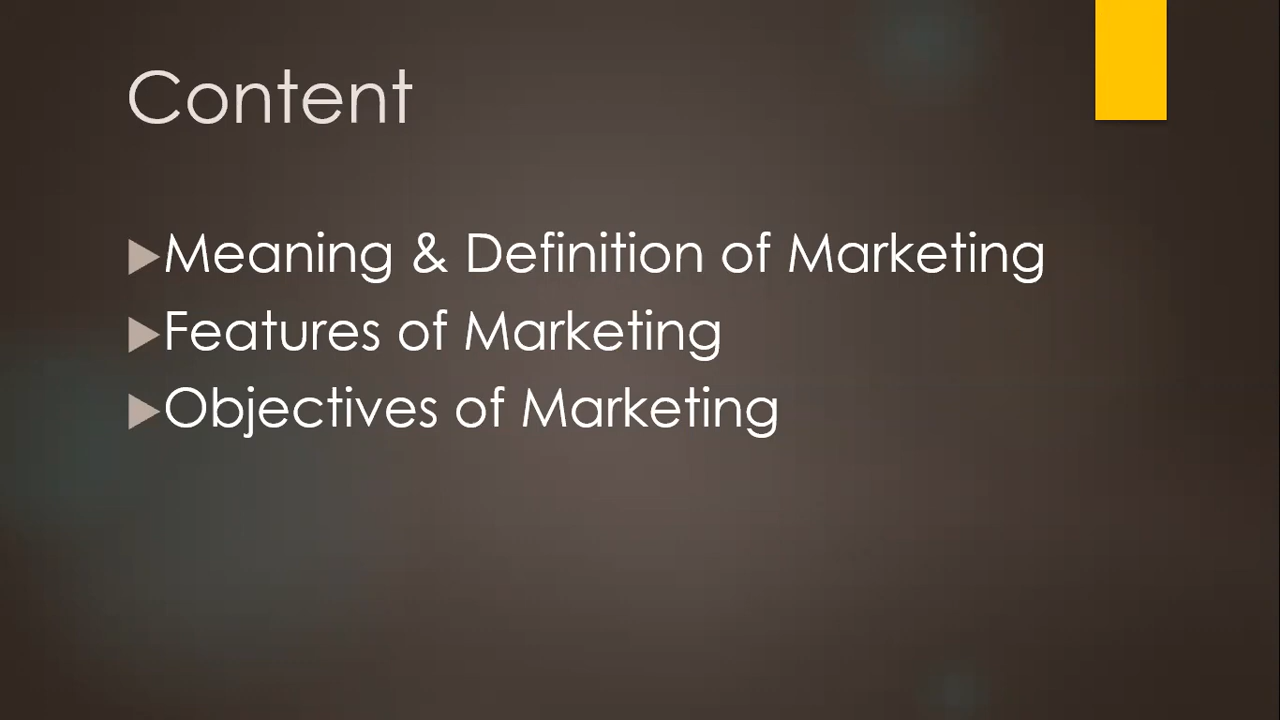 Content
Meaning & Definition of Marketing
Features of Marketing
Objectives of Marketing